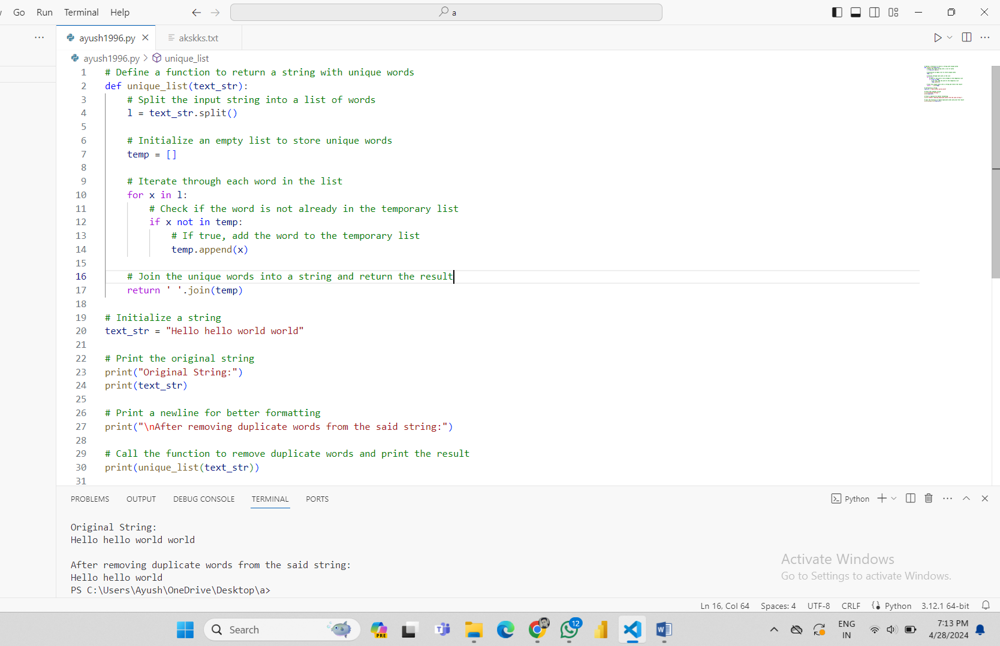 Go Run Terminal Help a
ayush1996.py akskks.txt
ayush1996.py > unique_list
1 # Define a function to return a string with unique words
2 def unique_list(text_str):
3 # Split the input string into a list of words
4 l = text_str.split()
5
6 # Initialize an empty list to store unique words
7 temp = []
8
9 # Iterate through each word in the list
10 for x in l:
11 # Check if the word is not already in the temporary list
12 if x not in temp:
13 # If true, add the word to the temporary list
14 temp.append(x)
15
16 # Join the unique words into a string and return the result
17 return ' '.join(temp)
18
19 # Initialize a string
20 text_str = "Hello hello world world"
21
22 # Print the original string
23 print("Original String:")
24 print(text_str)
25
26 # Print a newline for better formatting
27 print("\nAfter removing duplicate words from the said string:")
28
29 # Call the function to remove duplicate words and print the result
30 print(unique_list(text_str))
31
PROBLEMS OUTPUT DEBUG CONSOLE TERMINAL PORTS Python
Original String:
Hello hello world world
After removing duplicate words from the said string:
Hello hello world
PS C:\Users\Ayush\OneDrive\Desktop\a>
Activate Windows
Go to Settings to activate Windows.
Ln 16, Col 64 Spaces: 4 UTF-8 CRLF Python 3.12.1 64-bit
Search PRE 12 ENG 7:13 PM
IN 4/28/2024